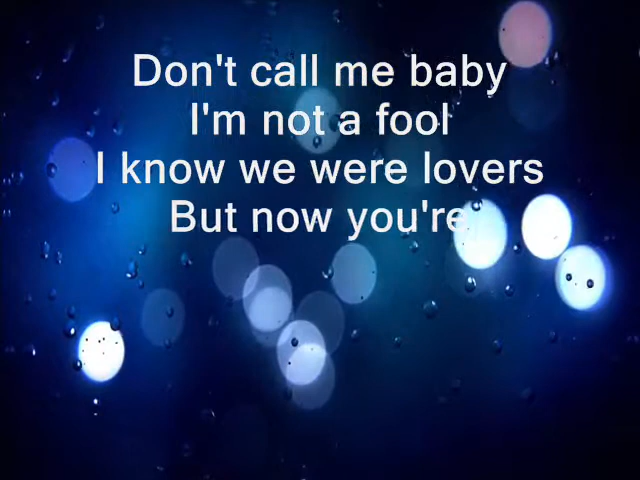 Don't call me baby
I'm not a fool
I know we were lovers
But now you're